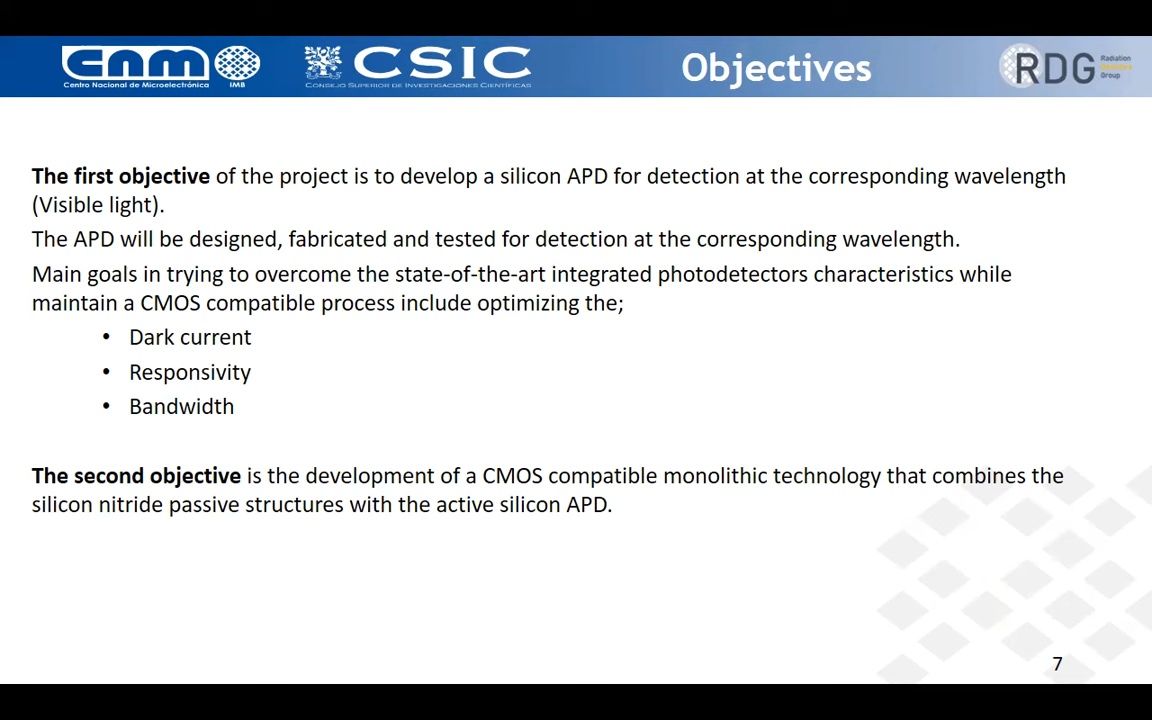 cnm
Centro Nacional de Microelectrónica
IMB
CSIC
CONSEJO SUPERIOR DE INVESTIGACIONES CIENTÍFICAS
Objectives
RDG
Radiation
Detectors
Group
The first objective of the project is to develop a silicon APD for detection at the corresponding wavelength
(Visible light).
The APD will be designed, fabricated and tested for detection at the corresponding wavelength.
Main goals in trying to overcome the state-of-the-art integrated photodetectors characteristics while
maintain a CMOS compatible process include optimizing the;
• Dark current
• Responsivity
• Bandwidth
The second objective is the development of a CMOS compatible monolithic technology that combines the
silicon nitride passive structures with the active silicon APD.
7